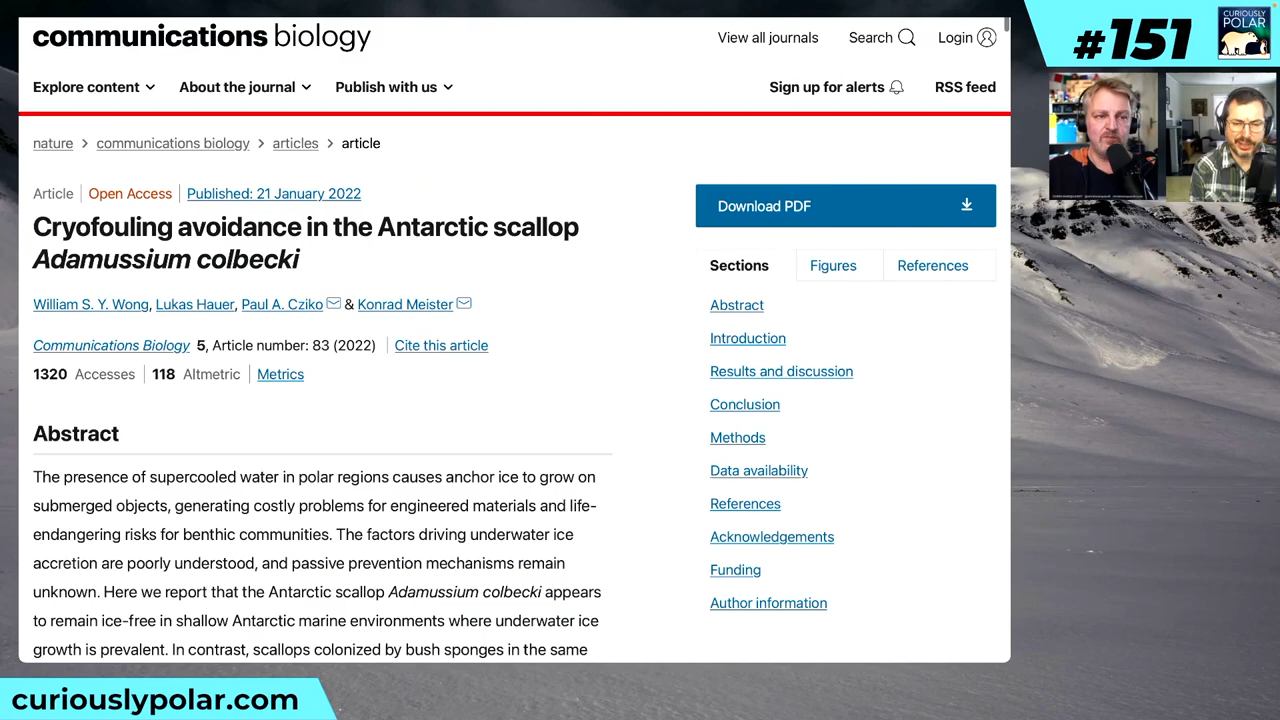 communications biology
View all journals
Search
Login
Explore content
About the journal
Publish with us
Sign up for alerts
RSS feed
nature > communications biology > articles > article
Article | Open Access | Published: 21 January 2022
Cryofouling avoidance in the Antarctic scallop
Adamussium colbecki
William S. Y. Wong, Lukas Hauer, Paul A. Cziko & Konrad Meister
Communications Biology 5, Article number: 83 (2022) | Cite this article
1320 Accesses | 118 Altmetric | Metrics
Abstract
The presence of supercooled water in polar regions causes anchor ice to grow on
submerged objects, generating costly problems for engineered materials and life-
endangering risks for benthic communities. The factors driving underwater ice
accretion are poorly understood, and passive prevention mechanisms remain
unknown. Here we report that the Antarctic scallop Adamussium colbecki appears
to remain ice-free in shallow Antarctic marine environments where underwater ice
growth is prevalent. In contrast, scallops colonized by bush sponges in the same
Download PDF
Sections
Figures
References
Abstract
Introduction
Results and discussion
Conclusion
Methods
Data availability
References
Acknowledgements
Funding
Author information
#151
CURIOUSLY
POLAR
curiouslypolar.com